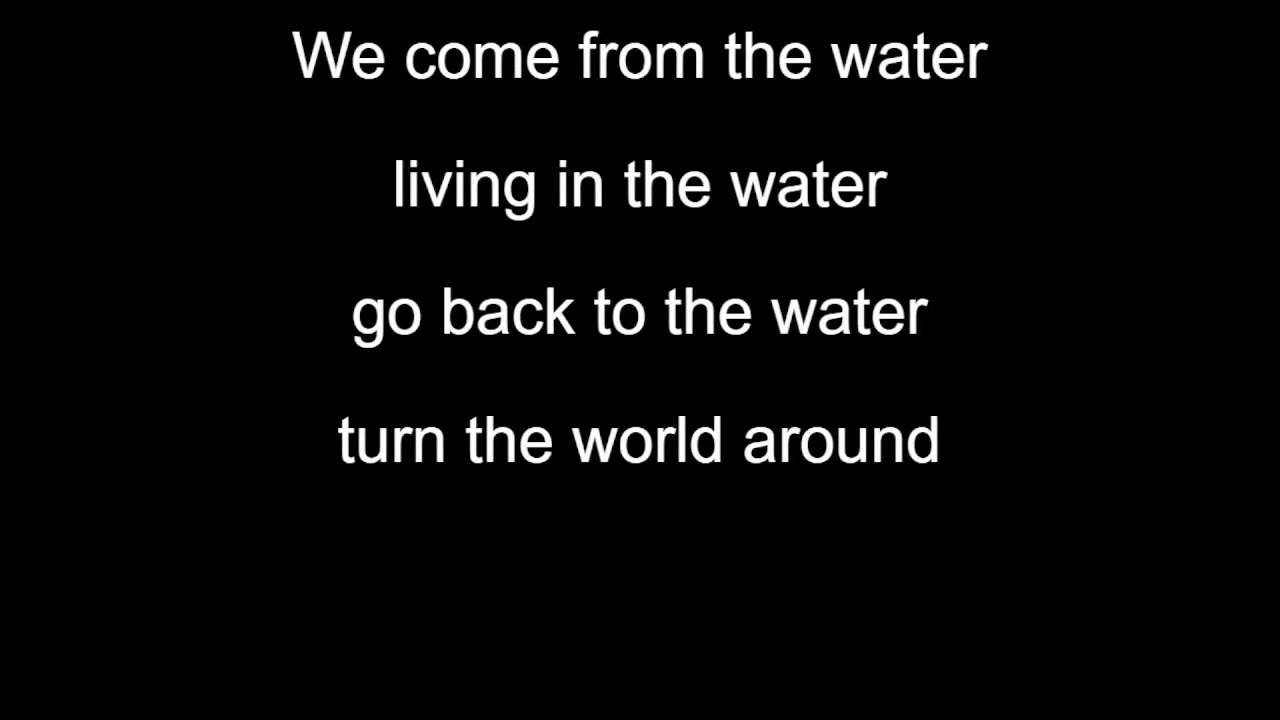 We come from the water
living in the water
go back to the water
turn the world around